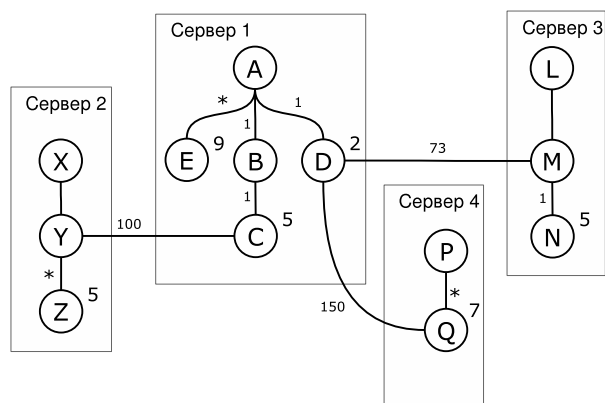 Сервер 1
A
*
1
1
E
9
B
D
2
1
C
5
Сервер 2
X
Y
*
Z
5
100
73
150
Сервер 3
L
M
1
N
5
Сервер 4
P
*
Q
7